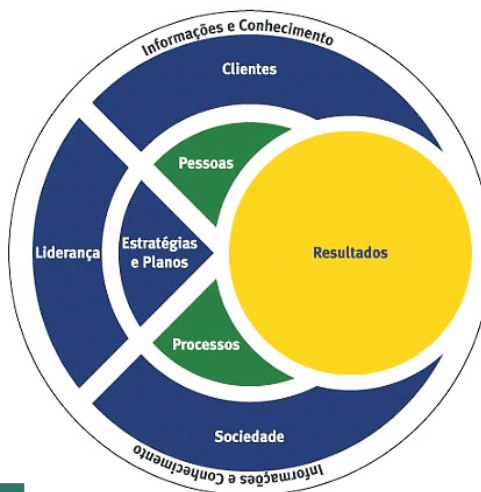 Informações e Conhecimento
Clientes
Pessoas
Liderança
Estratégias
e Planos
Resultados
Processos
Sociedade
Informações e Conhecimento